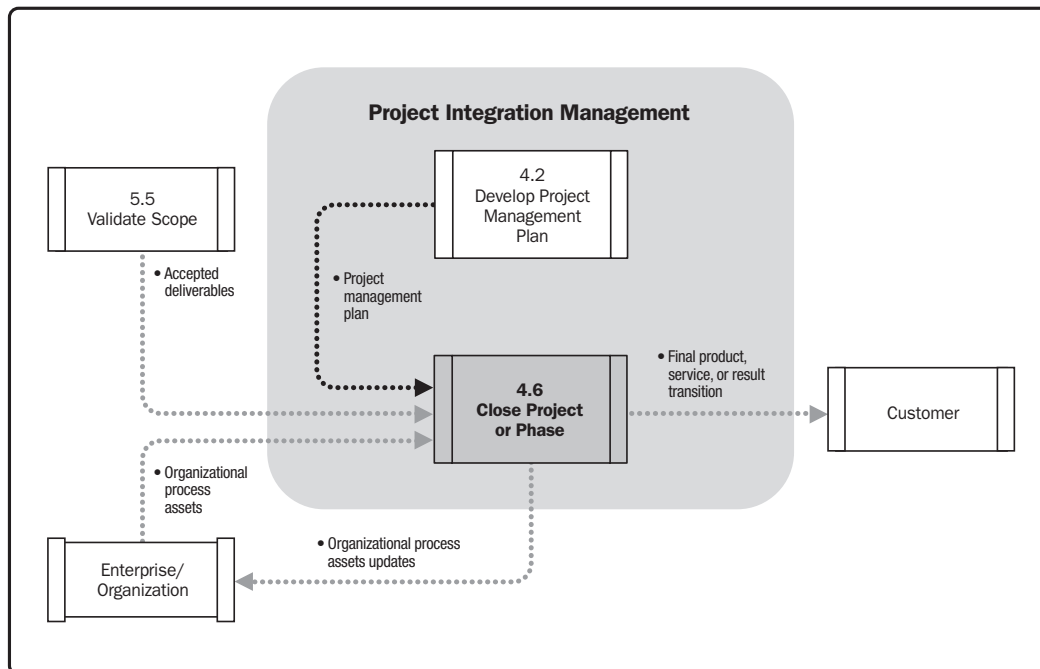 Project Integration Management
5.5
Validate Scope
4.2
Develop Project
Management
Plan
• Accepted
deliverables
• Project
management
plan
4.6
Close Project
or Phase
• Final product,
service, or result
transition
Customer
• Organizational
process
assets
• Organizational process
assets updates
Enterprise/
Organization